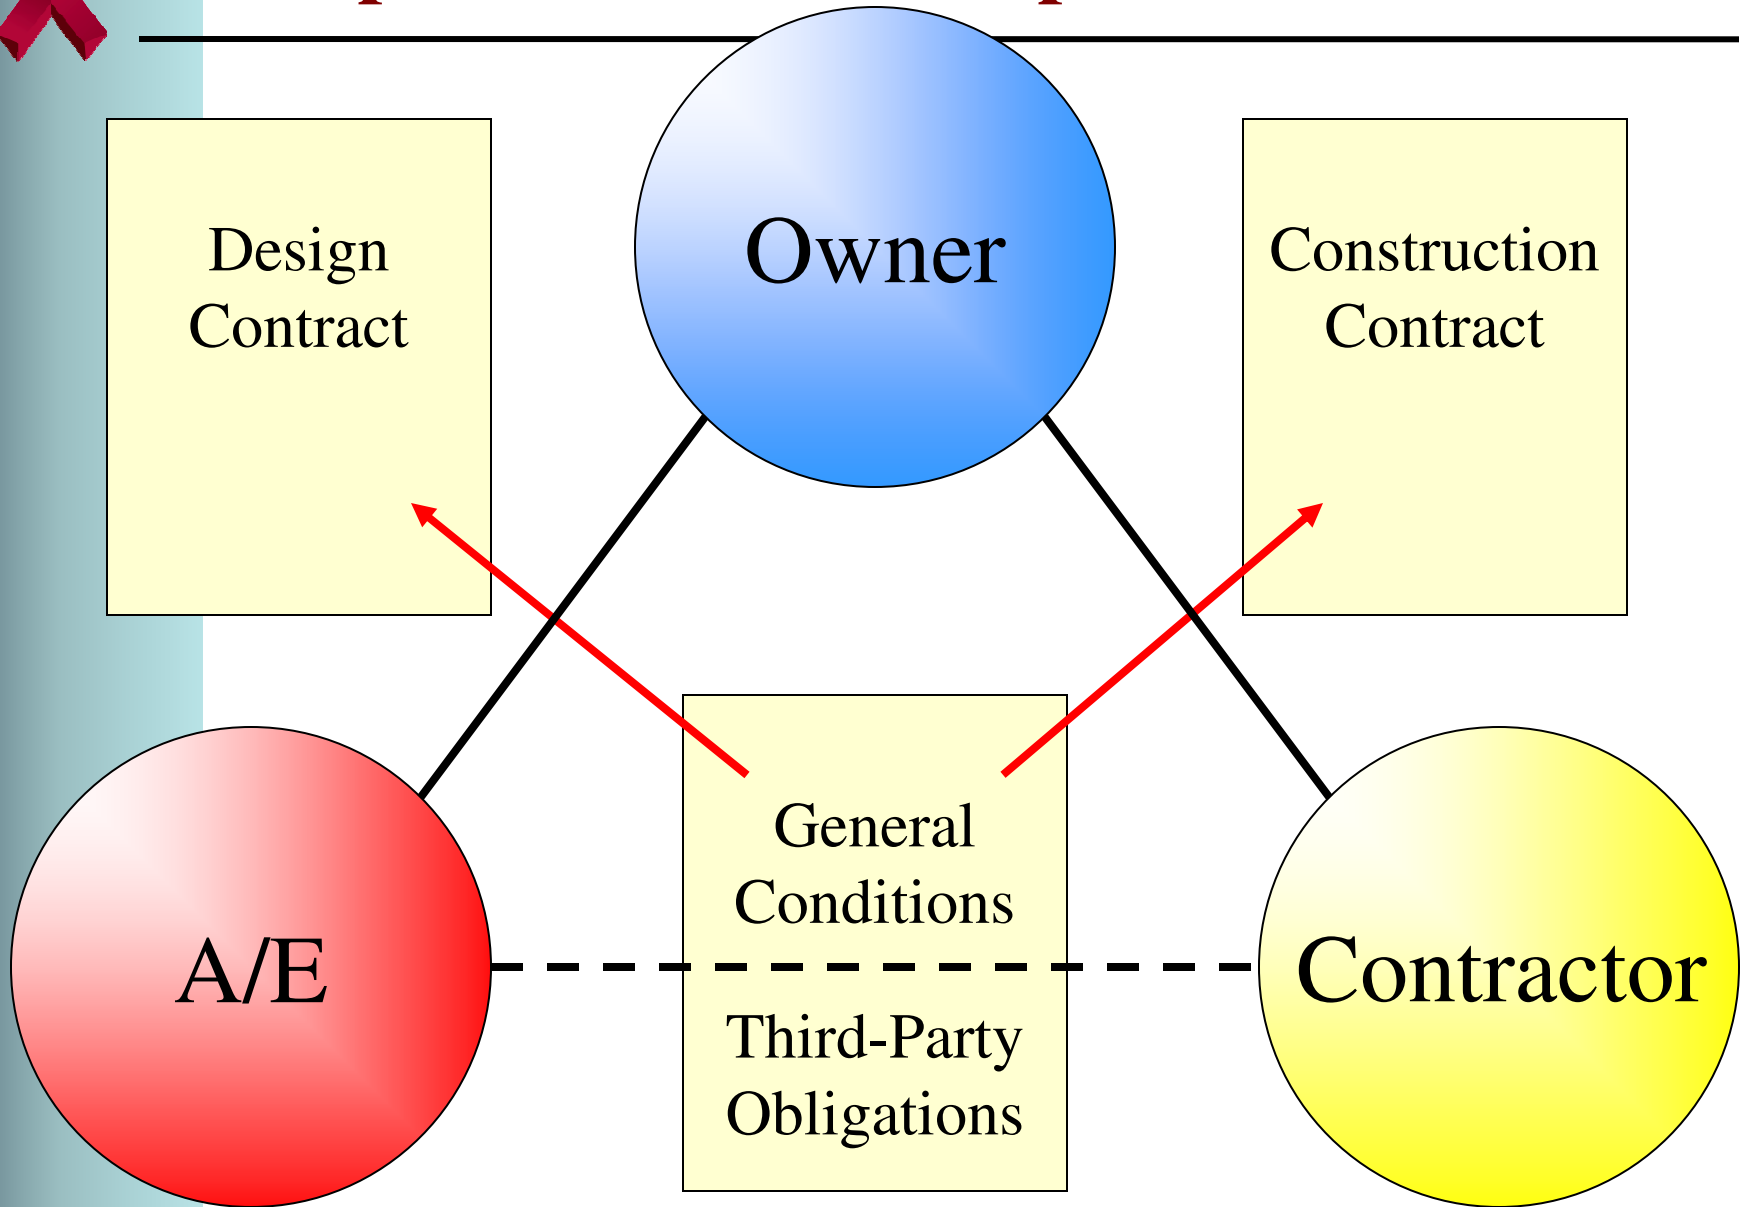 Owner
Design
Contract
Construction
Contract
General
Conditions
A/E
Contractor
Third-Party
Obligations